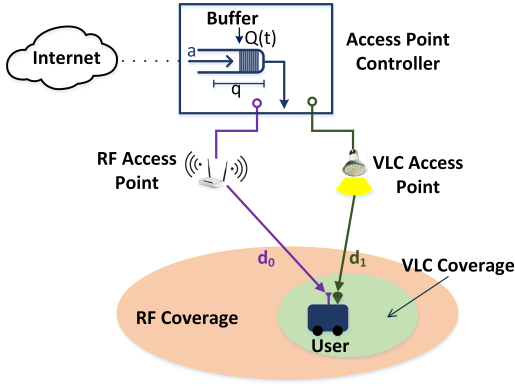 Buffer
Q(t)
Access Point
Controller
Internet
a
q
RF Access
Point
VLC Access
Point
d0
d1
VLC Coverage
RF Coverage
User